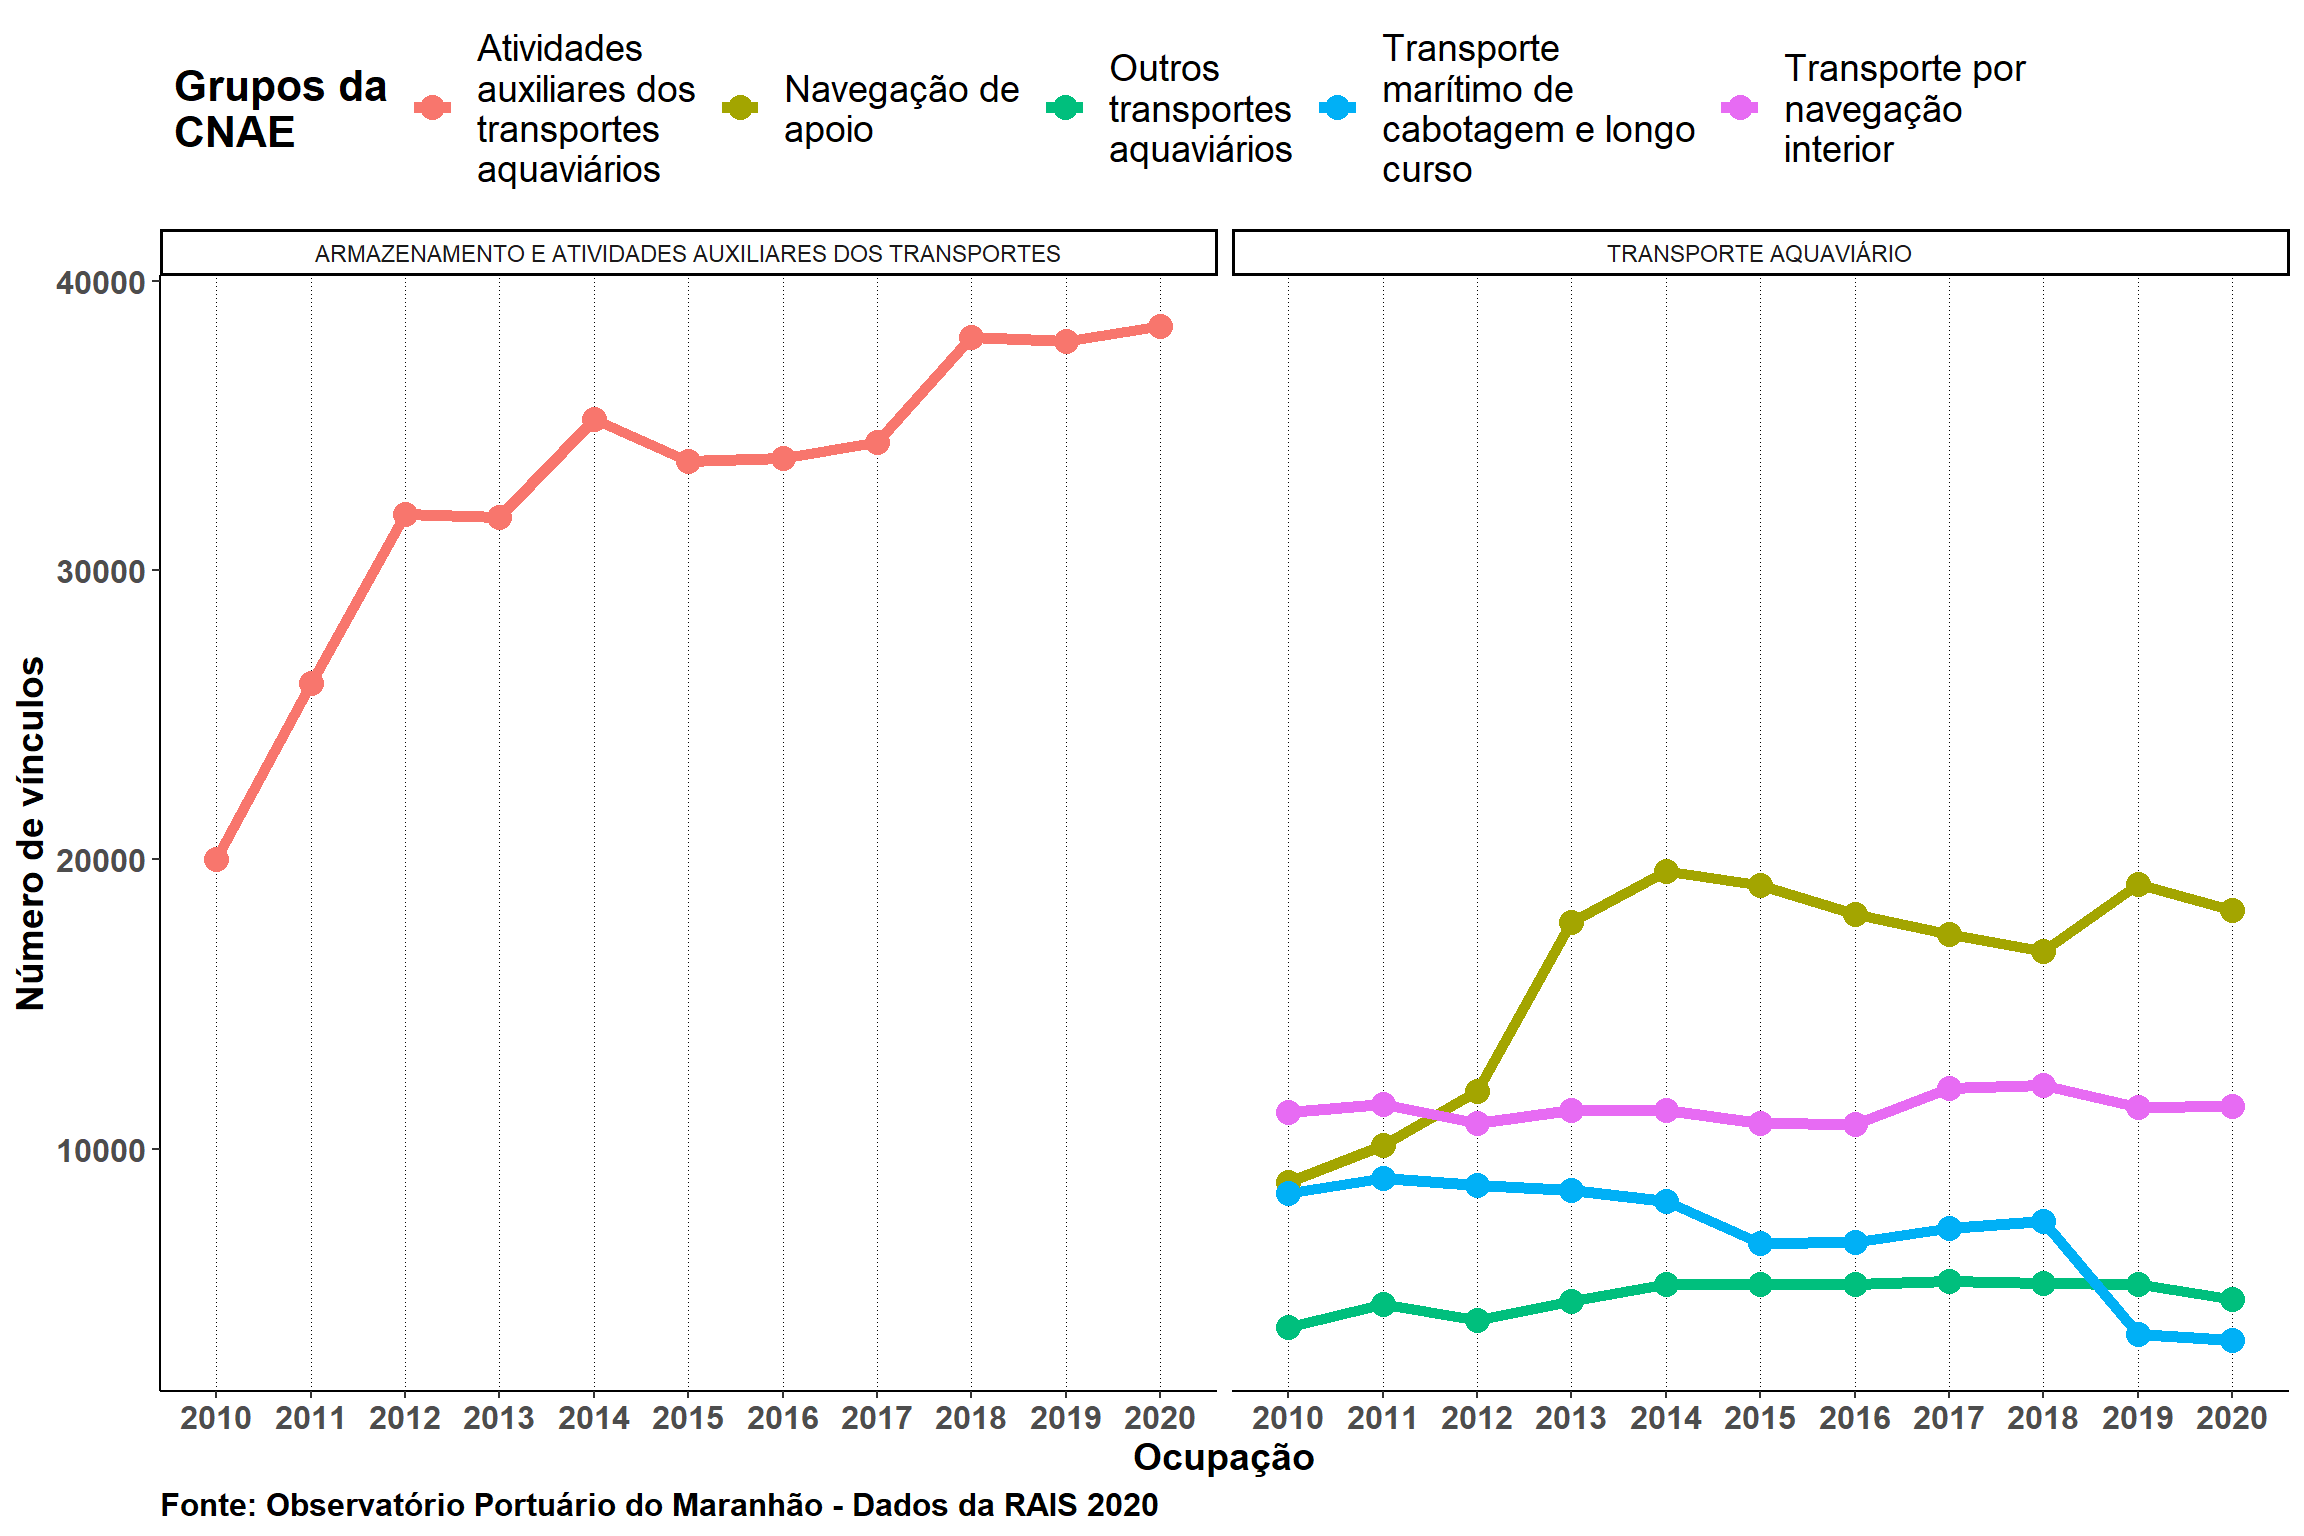 Grupos da
CNAE
Atividades
auxiliares dos
transportes
aquaviários
Navegação de
apoio
Outros
transportes
aquaviários
Transporte
marítimo de
cabotagem e longo
curso
Transporte por
navegação
interior
ARMAZENAMENTO E ATIVIDADES AUXILIARES DOS TRANSPORTES
TRANSPORTE AQUAVIÁRIO
40000
30000
20000
10000
Número de vínculos
2010 2011 2012 2013 2014 2015 2016 2017 2018 2019 2020
2010 2011 2012 2013 2014 2015 2016 2017 2018 2019 2020
Ocupação
Fonte: Observatório Portuário do Maranhão - Dados da RAIS 2020